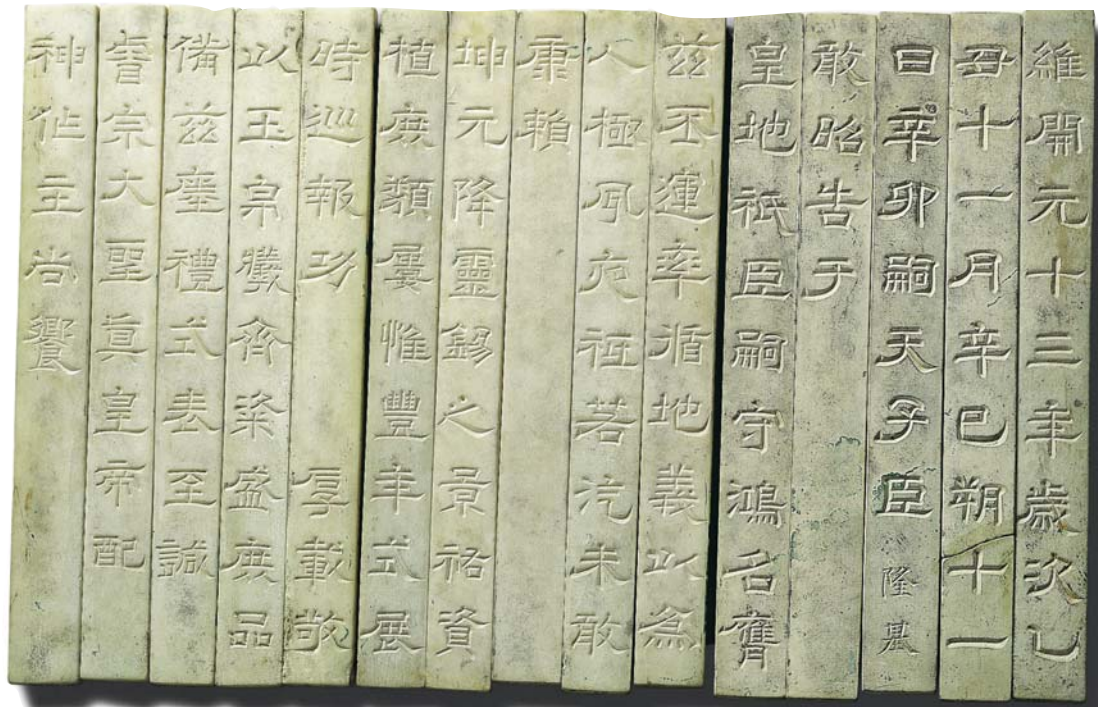 維開元十三年歲次乙
丑十一月辛巳朔十一
日辛卯嗣天子臣隆基
敢昭告于
皇地祇臣嗣守鴻名膺
茲丕運率循地義以為
人極夙夜祗若汔未敢
康賴
坤元降靈錫之景祐資
植庶類屢惟豐年式展
時巡報功 厚載敬
以玉帛犧齊粢盛庶品
備茲瘞禮式表至誠
睿宗大聖真皇帝配
神作主尚饗